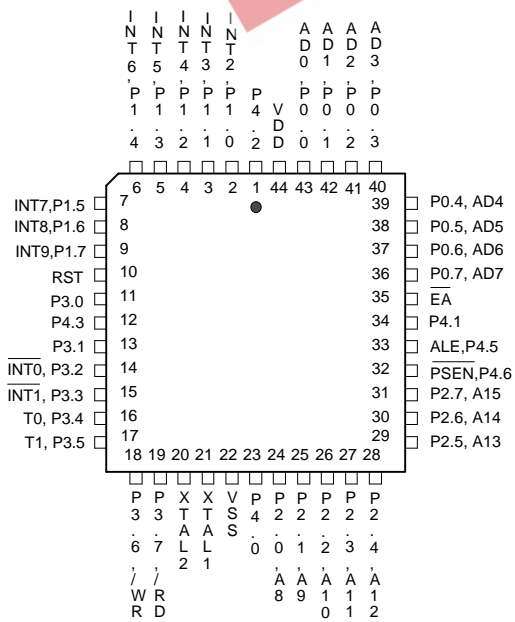 INT6,P1.4
INT5,P1.3
INT4,P1.2
INT3,P1.1
INT2,P1.0
P4.2
VDD
AD0,P0.0
AD1,P0.1
AD2,P0.2
AD3,P0.3
6 5 4 3 2 1 44 43 42 41 40
INT7,P1.5 7
INT8,P1.6 8
INT9,P1.7 9
RST 10
P3.0 11
P4.3 12
P3.1 13
INT0, P3.2 14
INT1, P3.3 15
T0, P3.4 16
T1, P3.5 17
39 P0.4, AD4
38 P0.5, AD5
37 P0.6, AD6
36 P0.7, AD7
35 EA
34 P4.1
33 ALE,P4.5
32 PSEN,P4.6
31 P2.7, A15
30 P2.6, A14
29 P2.5, A13
18 19 20 21 22 23 24 25 26 27 28
P3.6,/WR
P3.7,/RD
XTAL2
XTAL1
VSS
P4.0
P2.0,A8
P2.1,A9
P2.2,A10
P2.3,A11
P2.4,A12